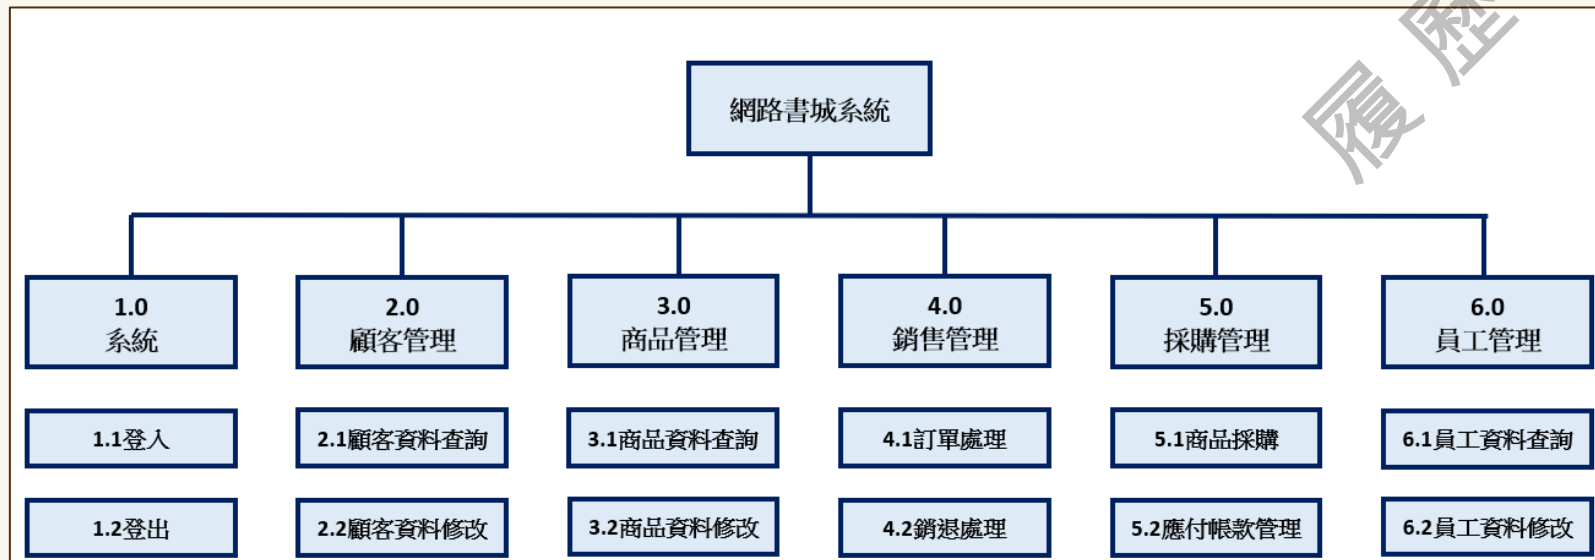 履歷
網路書城系統
1.0
系統
2.0
顧客管理
3.0
商品管理
4.0
銷售管理
5.0
採購管理
6.0
員工管理
1.1登入
2.1顧客資料查詢
3.1商品資料查詢
4.1訂單處理
5.1商品採購
6.1員工資料查詢
1.2登出
2.2顧客資料修改
3.2商品資料修改
4.2銷退處理
5.2應付帳款管理
6.2員工資料修改